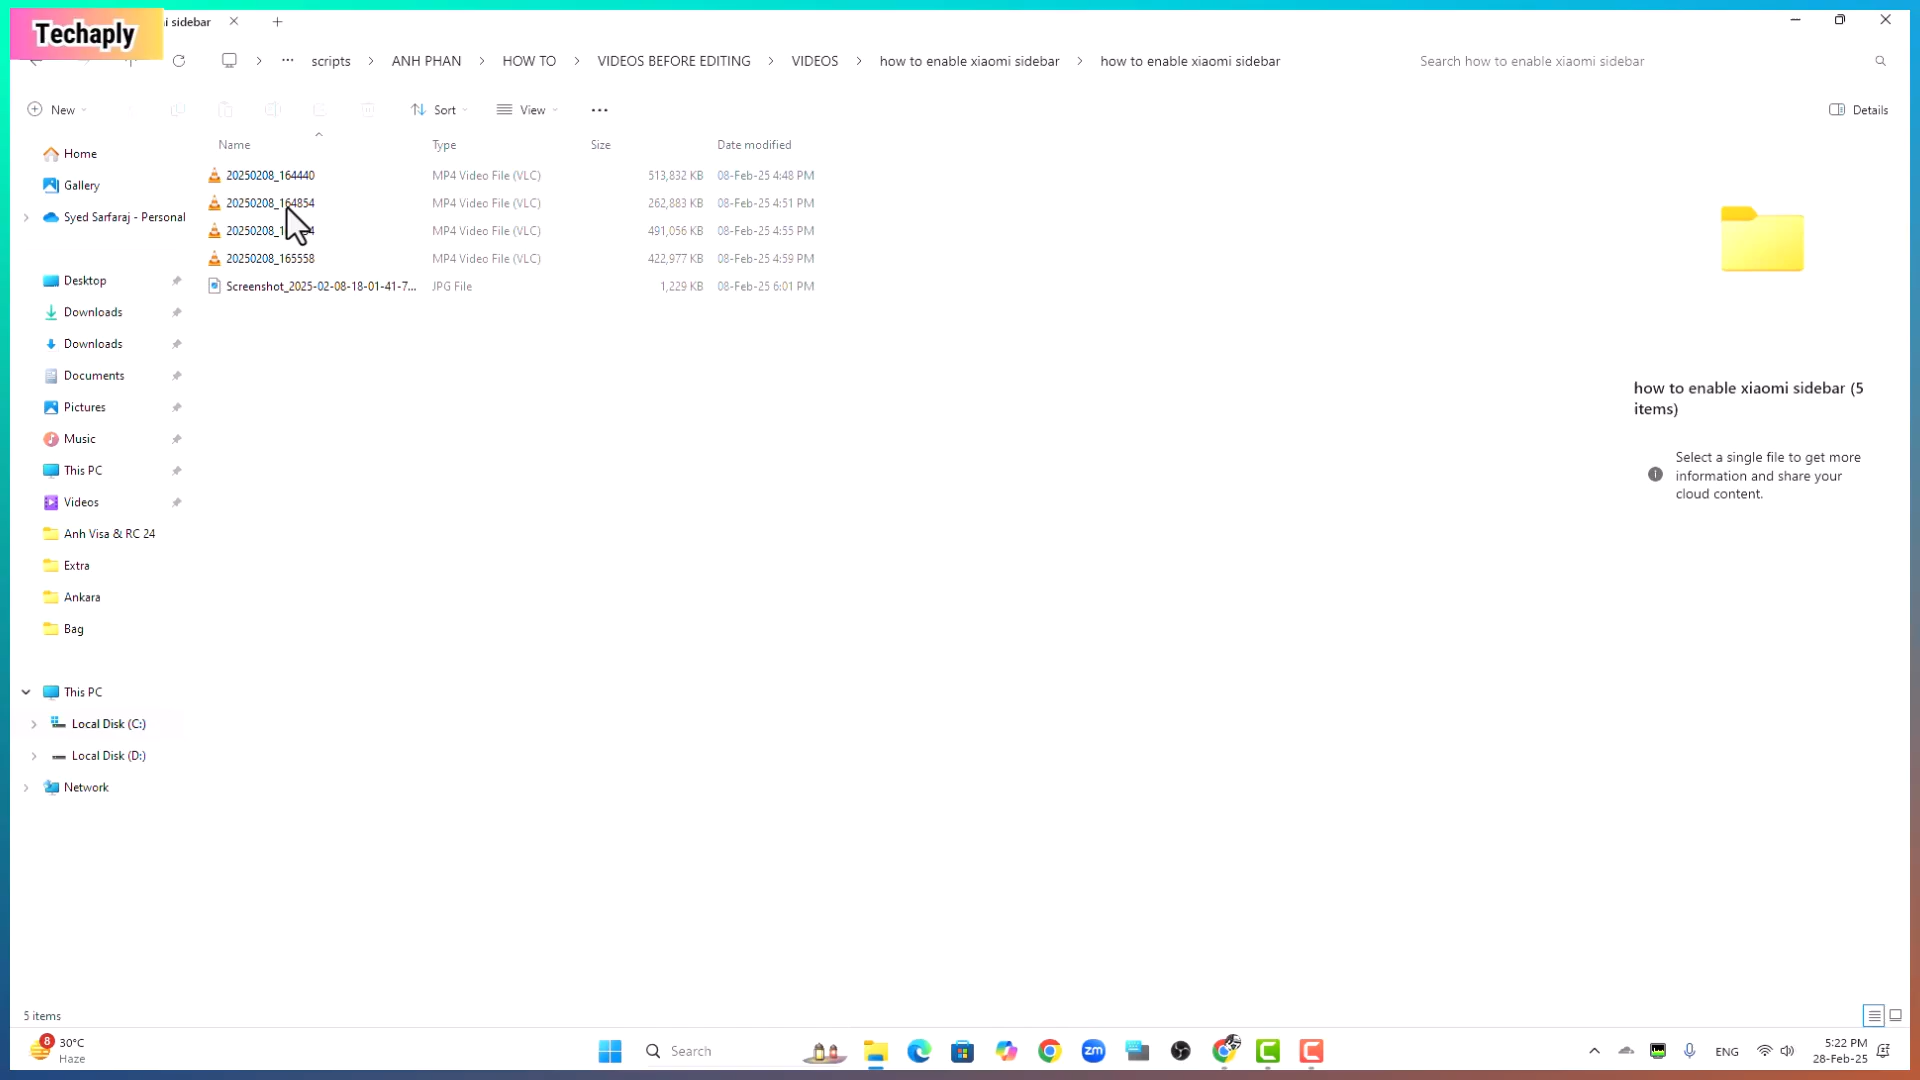 Techaply
i sidebar
scripts ANH PHAN HOW TO VIDEOS BEFORE EDITING VIDEOS how to enable xiaomi sidebar how to enable xiaomi sidebar Search how to enable xiaomi sidebar
New Sort View Details
Name Type Size Date modified
20250208_164440 MP4 Video File (VLC) 513,832 KB 08-Feb-25 4:48 PM
20250208_164854 MP4 Video File (VLC) 262,883 KB 08-Feb-25 4:51 PM
20250208_1 4 MP4 Video File (VLC) 491,056 KB 08-Feb-25 4:55 PM
20250208_165558 MP4 Video File (VLC) 422,977 KB 08-Feb-25 4:59 PM
Screenshot_2025-02-08-18-01-41-7... JPG File 1,229 KB 08-Feb-25 6:01 PM
Home
Gallery
Syed Sarfaraj - Personal
Desktop
Downloads
Downloads
Documents
Pictures
Music
This PC
Videos
Anh Visa & RC 24
Extra
Ankara
Bag
This PC
Local Disk (C:)
Local Disk (D:)
Network
how to enable xiaomi sidebar (5
items)
Select a single file to get more
information and share your
cloud content.
5 items
8
30°C
Haze
Search
zm
ENG
5:22 PM
28-Feb-25